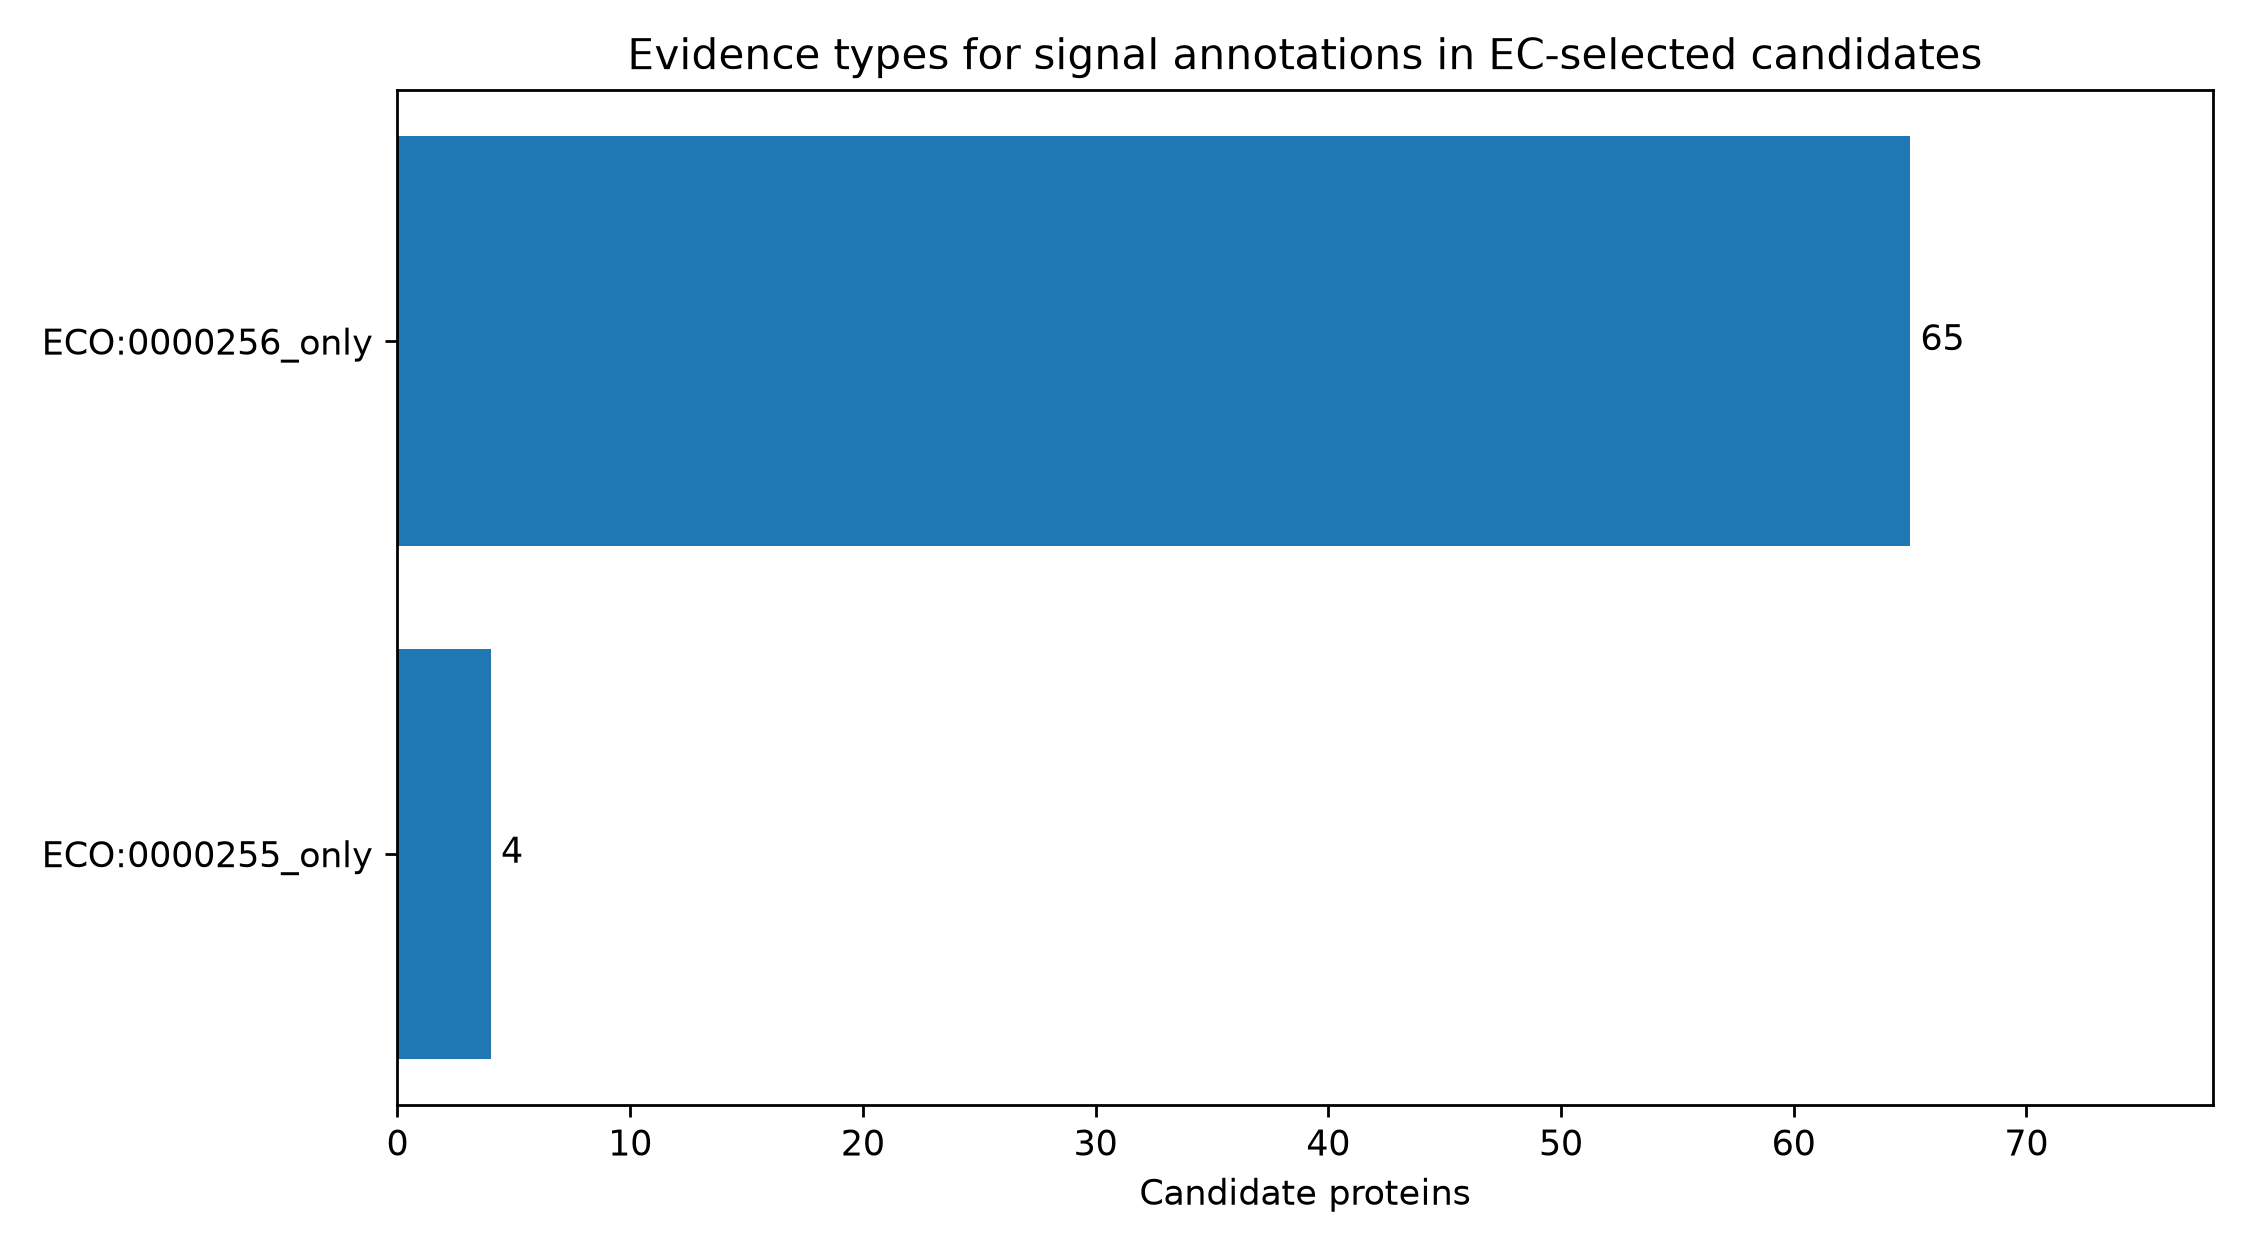 Evidence types for signal annotations in EC-selected candidates
ECO:0000256_only
65
ECO:0000255_only
4
0 10 20 30 40 50 60 70
Candidate proteins